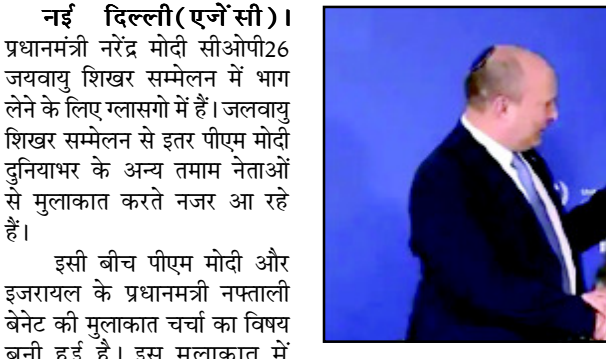 नई दिल्ली(एजेंसी)।
प्रधानमंत्री नरेंद्र मोदी सीओपी26
जयवायु शिखर सम्मेलन में भाग
लेने के लिए ग्लासगो में हैं। जलवायु
शिखर सम्मेलन से इतर पीएम मोदी
दुनियाभर के अन्य तमाम नेताओं
से मुलाकात करते नजर आ रहे
हैं।
इसी बीच पीएम मोदी और
इजरायल के प्रधानमत्री नफ्ताली
बेनेट की मुलाकात चर्चा का विषय
बनी हुई है। इस मुलाकात में